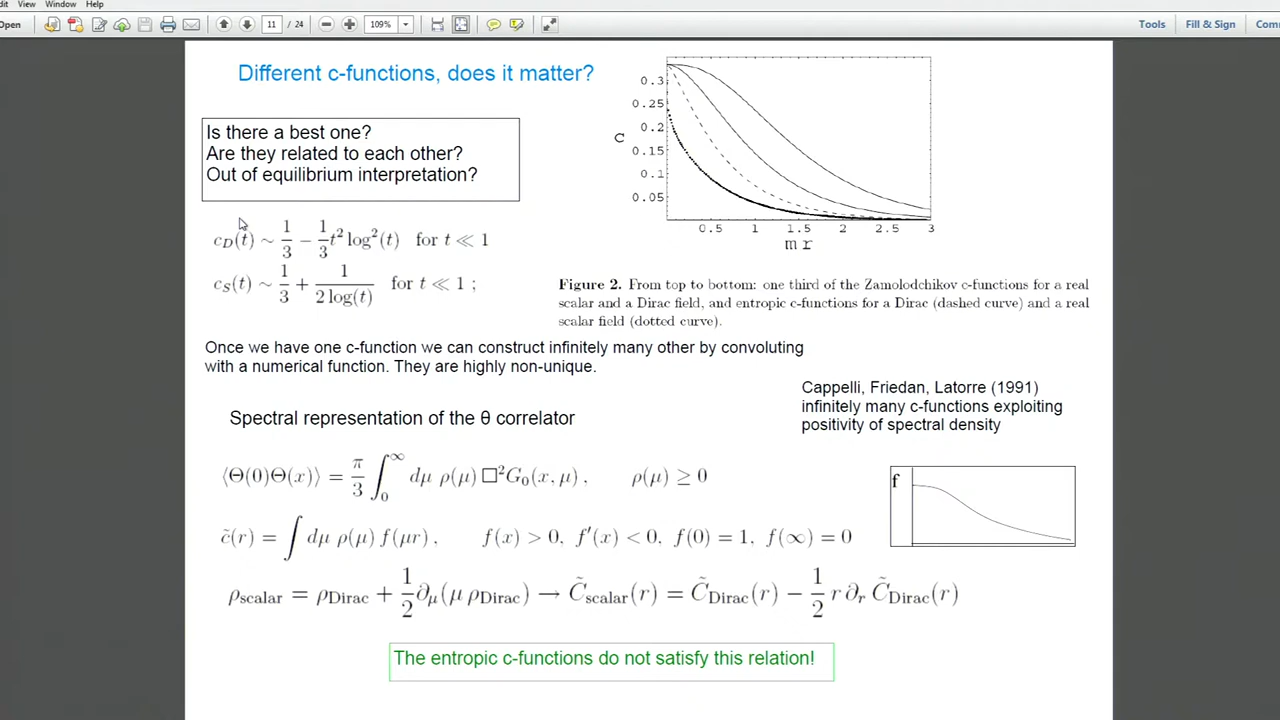 dit View Window Help
Open 11 / 24 109% Tools Fill & Sign Com
Different c-functions, does it matter?
Is there a best one?
Are they related to each other?
Out of equilibrium interpretation?
c_D(t) ∼ 1/3 − 1/3 t² log²(t) for t ≪ 1
c_S(t) ∼ 1/3 + 1/(2 log(t)) for t ≪ 1 ;
0.3
0.25
0.2
c
0.15
0.1
0.05
0.5 1 1.5 2 2.5 3
m r
Figure 2. From top to bottom: one third of the Zamolodchikov c-functions for a real
scalar and a Dirac field, and entropic c-functions for a Dirac (dashed curve) and a real
scalar field (dotted curve).
Once we have one c-function we can construct infinitely many other by convoluting
with a numerical function. They are highly non-unique.
Cappelli, Friedan, Latorre (1991)
infinitely many c-functions exploiting
positivity of spectral density
Spectral representation of the θ correlator
⟨Θ(0)Θ(x)⟩ = π/3 ∫₀^∞ dμ ρ(μ) □²G₀(x, μ) , ρ(μ) ≥ 0
f
c̃(r) = ∫ dμ ρ(μ) f(μr) , f(x) > 0, f′(x) < 0, f(0) = 1, f(∞) = 0
ρ_scalar = ρ_Dirac + 1/2 ∂_μ(μ ρ_Dirac) → C̃_scalar(r) = C̃_Dirac(r) − 1/2 r ∂_r C̃_Dirac(r)
The entropic c-functions do not satisfy this relation!